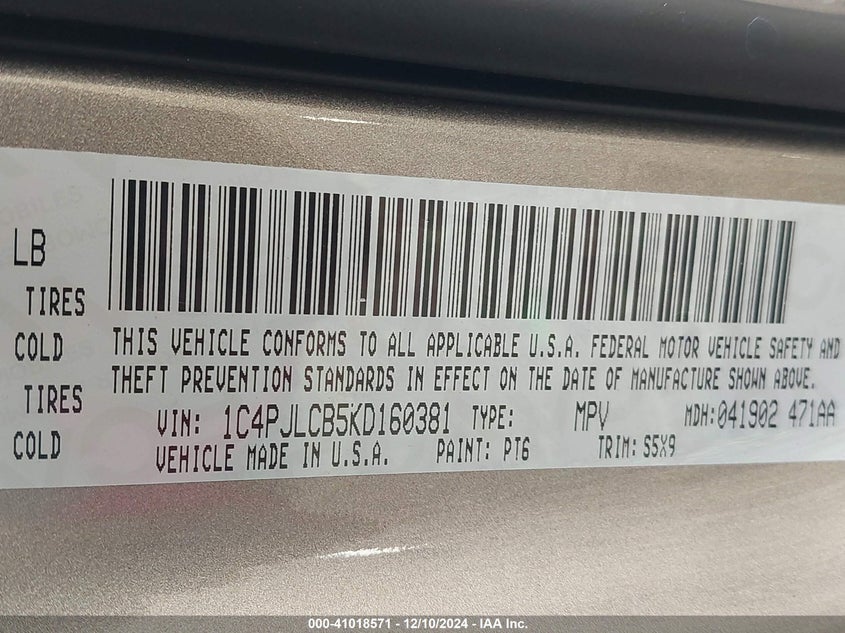 LB
TIRES
COLD
TIRES
COLD
THIS VEHICLE CONFORMS TO ALL APPLICABLE U.S.A. FEDERAL MOTOR VEHICLE SAFETY AND
THEFT PREVENTION STANDARDS IN EFFECT ON THE DATE OF MANUFACTURE SHOWN ABOVE.
VIN: 1C4PJLCB5KD160381 TYPE: MPV MDH:041902 471AA
VEHICLE MADE IN U.S.A. PAINT: PT6 TRIM: S5X9
000-41018571 - 12/10/2024 - IAA Inc.